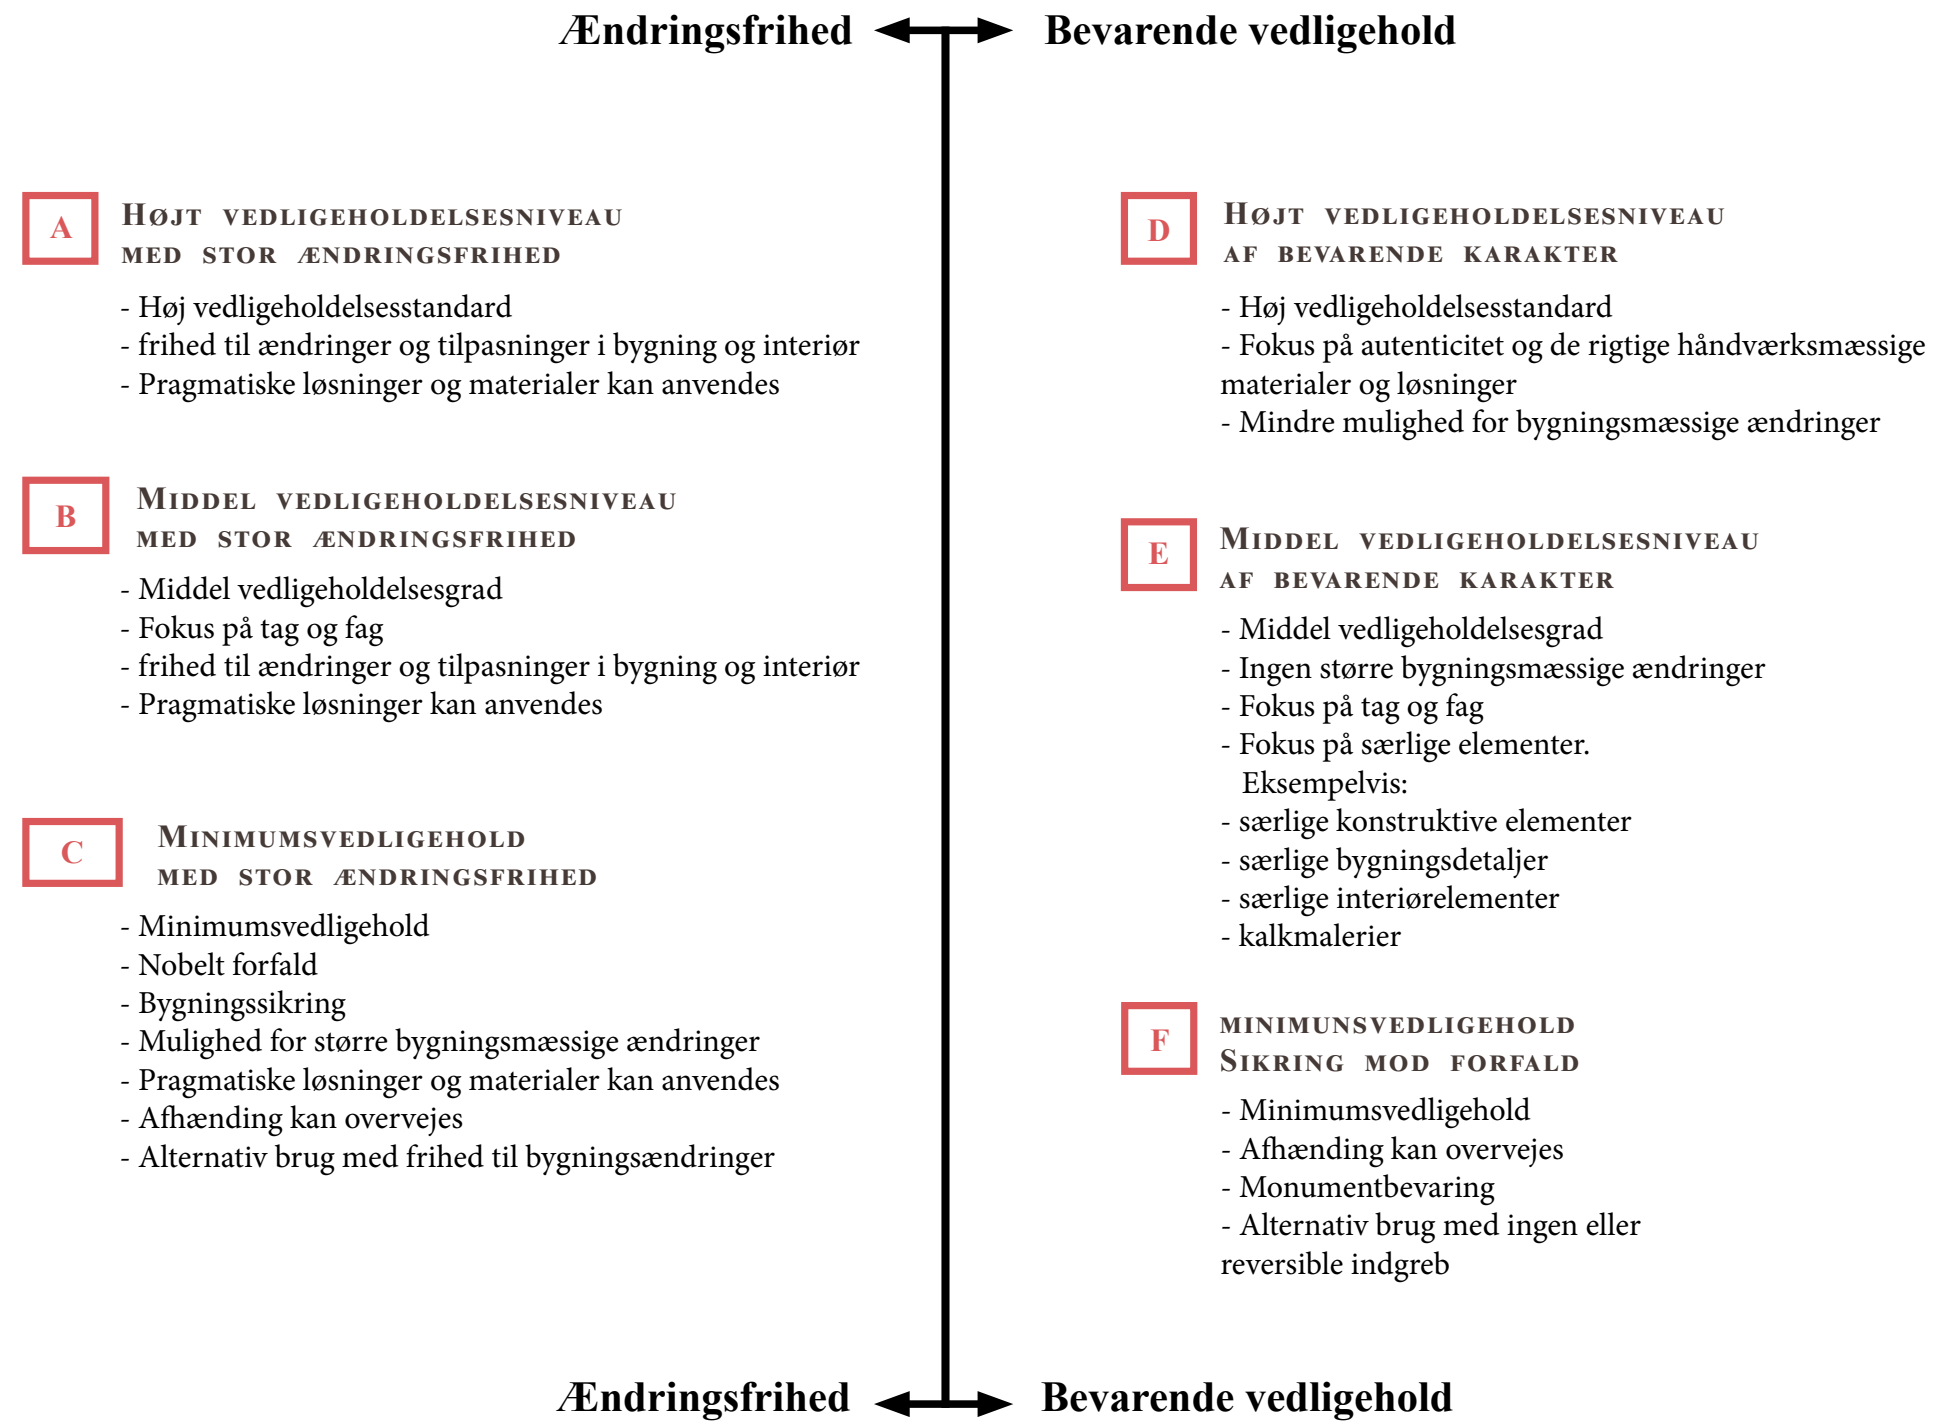 Ændringsfrihed
Bevarende vedligehold
A
Højt vedligeholdelsesniveau
med stor ændringsfrihed
- Høj vedligeholdelsesstandard
- frihed til ændringer og tilpasninger i bygning og interiør
- Pragmatiske løsninger og materialer kan anvendes
B
Middel vedligeholdelsesniveau
med stor ændringsfrihed
- Middel vedligeholdelsesgrad
- Fokus på tag og fag
- frihed til ændringer og tilpasninger i bygning og interiør
- Pragmatiske løsninger kan anvendes
C
Minimumsvedligehold
med stor ændringsfrihed
- Minimumsvedligehold
- Nobelt forfald
- Bygningssikring
- Mulighed for større bygningsmæssige ændringer
- Pragmatiske løsninger og materialer kan anvendes
- Afhænding kan overvejes
- Alternativ brug med frihed til bygningsændringer
D
Højt vedligeholdelsesniveau
af bevarende karakter
- Høj vedligeholdelsesstandard
- Fokus på autenticitet og de rigtige håndværksmæssige
materialer og løsninger
- Mindre mulighed for bygningsmæssige ændringer
E
Middel vedligeholdelsesniveau
af bevarende karakter
- Middel vedligeholdelsesgrad
- Ingen større bygningsmæssige ændringer
- Fokus på tag og fag
- Fokus på særlige elementer.
Eksempelvis:
- særlige konstruktive elementer
- særlige bygningsdetaljer
- særlige interiørelementer
- kalkmalerier
F
minimunsvedligehold
Sikring mod forfald
- Minimumsvedligehold
- Afhænding kan overvejes
- Monumentbevaring
- Alternativ brug med ingen eller
reversible indgreb
Ændringsfrihed
Bevarende vedligehold